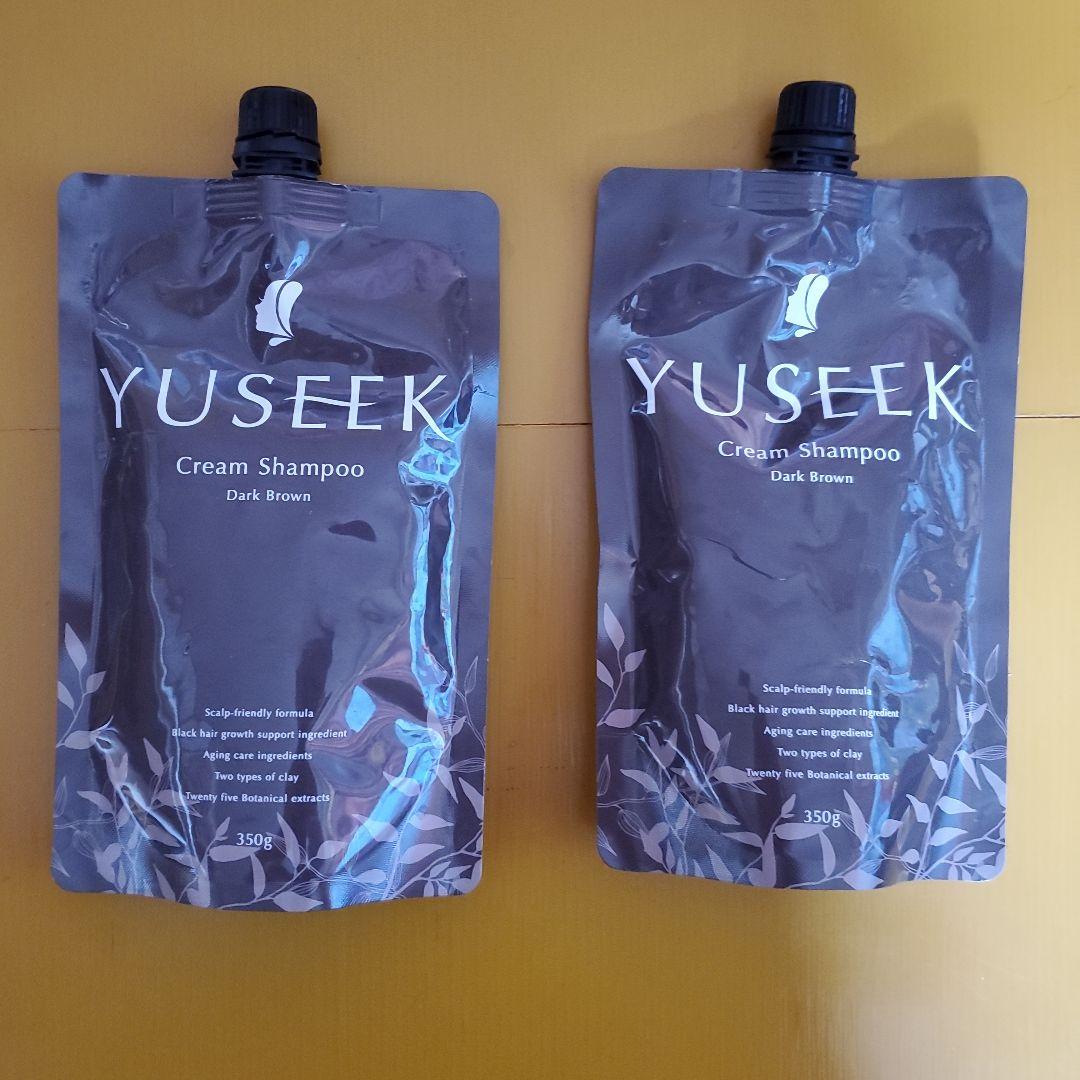 YUSEEK
Cream Shampoo
Dark Brown
Scalp-friendly formula
Black hair growth support ingredient
Aging care ingredients
Two types of clay
Twenty five Botanical extracts
350g
YUSEEK
Cream Shampoo
Dark Brown
Scalp-friendly formula
Black hair growth support ingredient
Aging care ingredients
Two types of clay
Twenty five Botanical extracts
350g